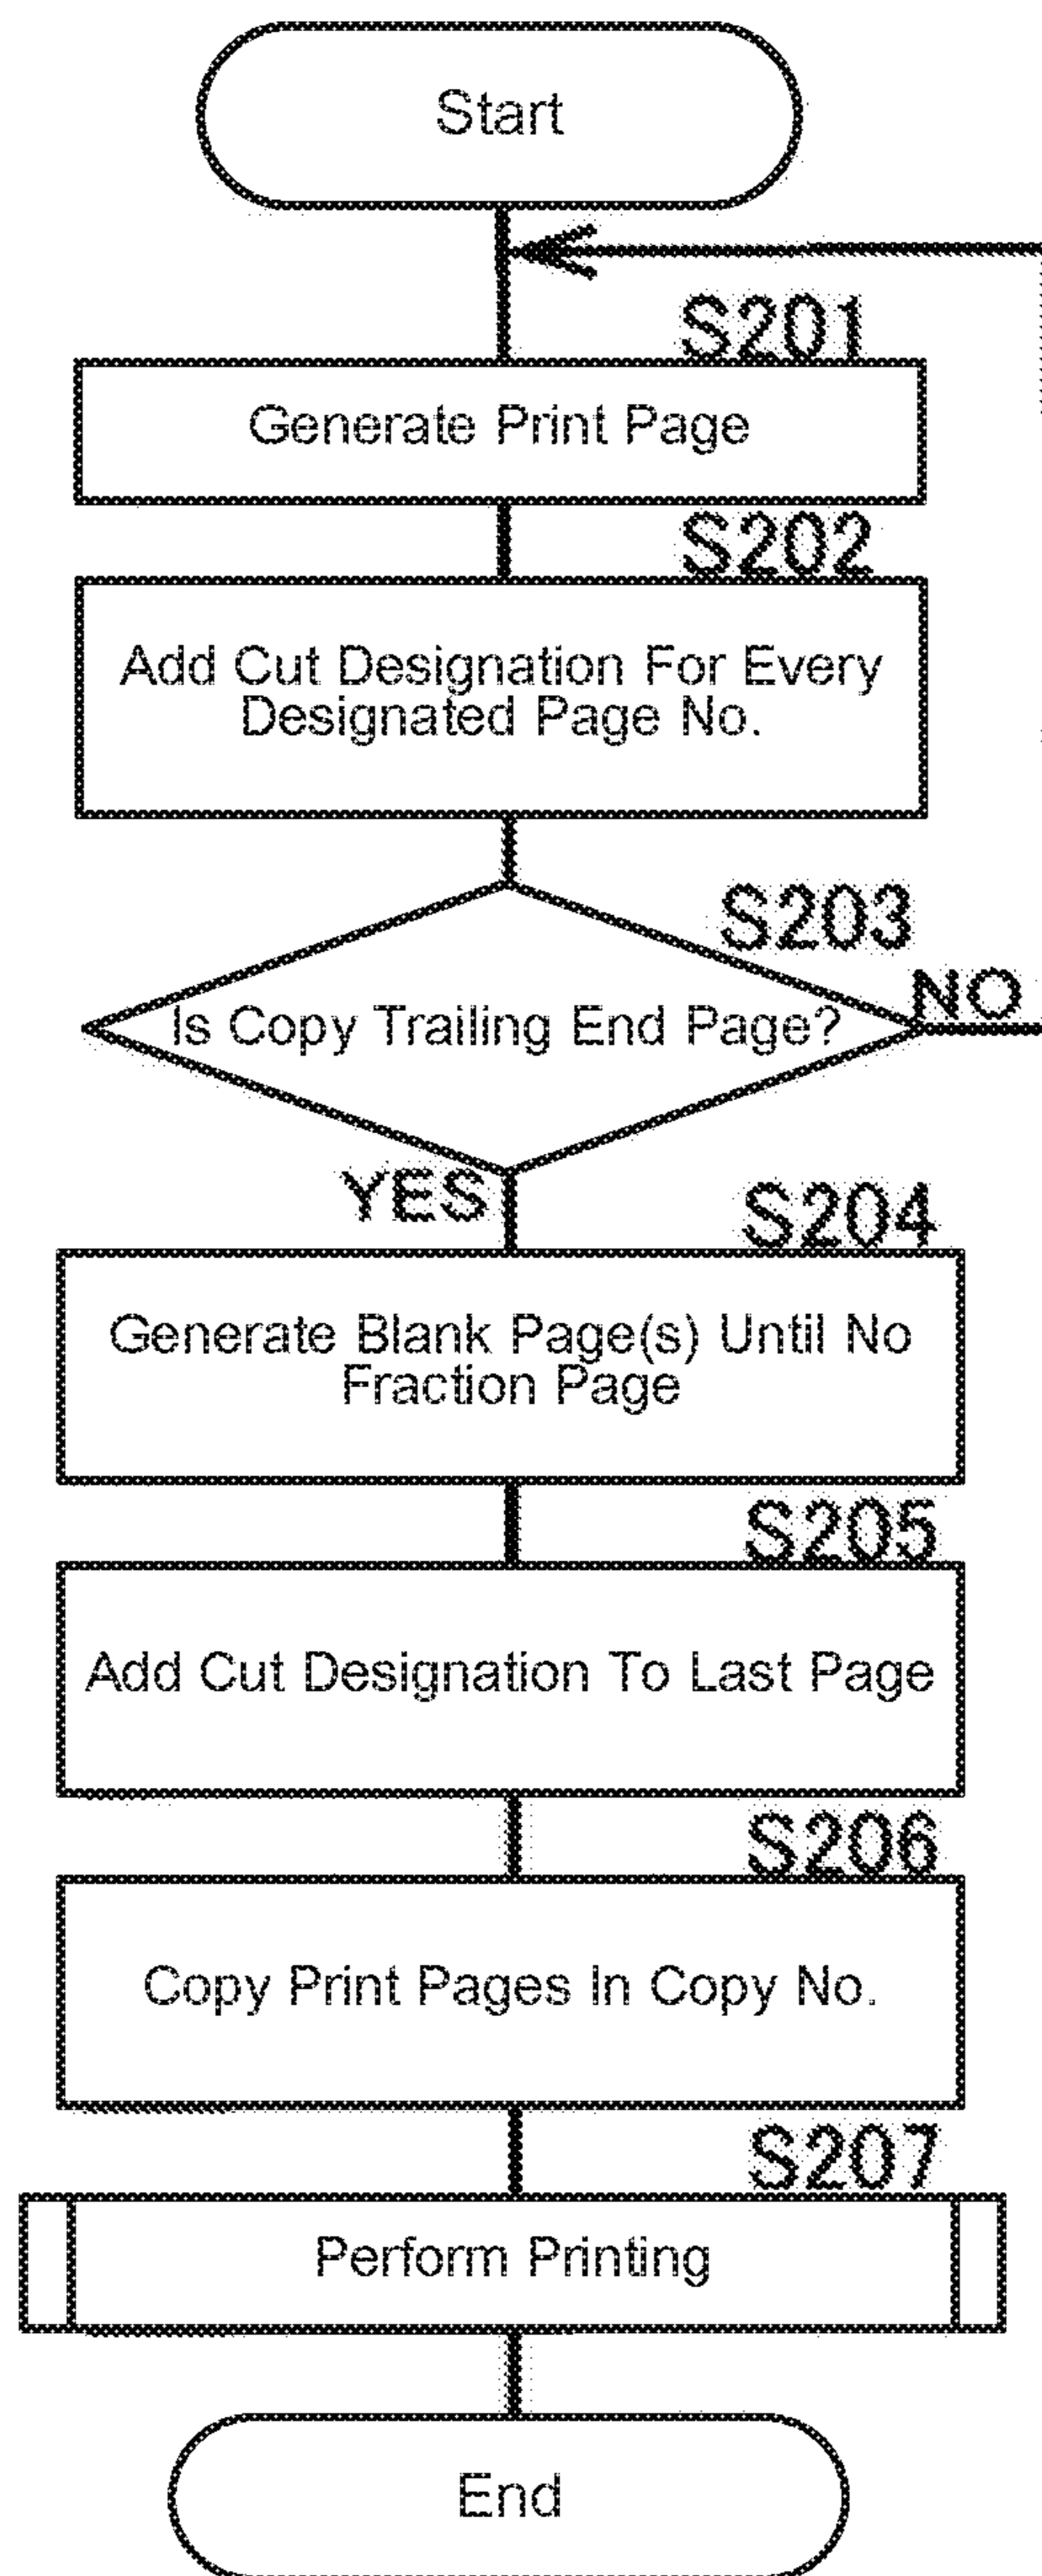 Start
S201
Generate Print Page
S202
Add Cut Designation For Every
Designated Page No.
S203
Is Copy Trailing End Page?
NO
YES
S204
Generate Blank Page(s) Until No
Fraction Page
S205
Add Cut Designation To Last Page
S206
Copy Print Pages In Copy No.
S207
Perform Printing
End